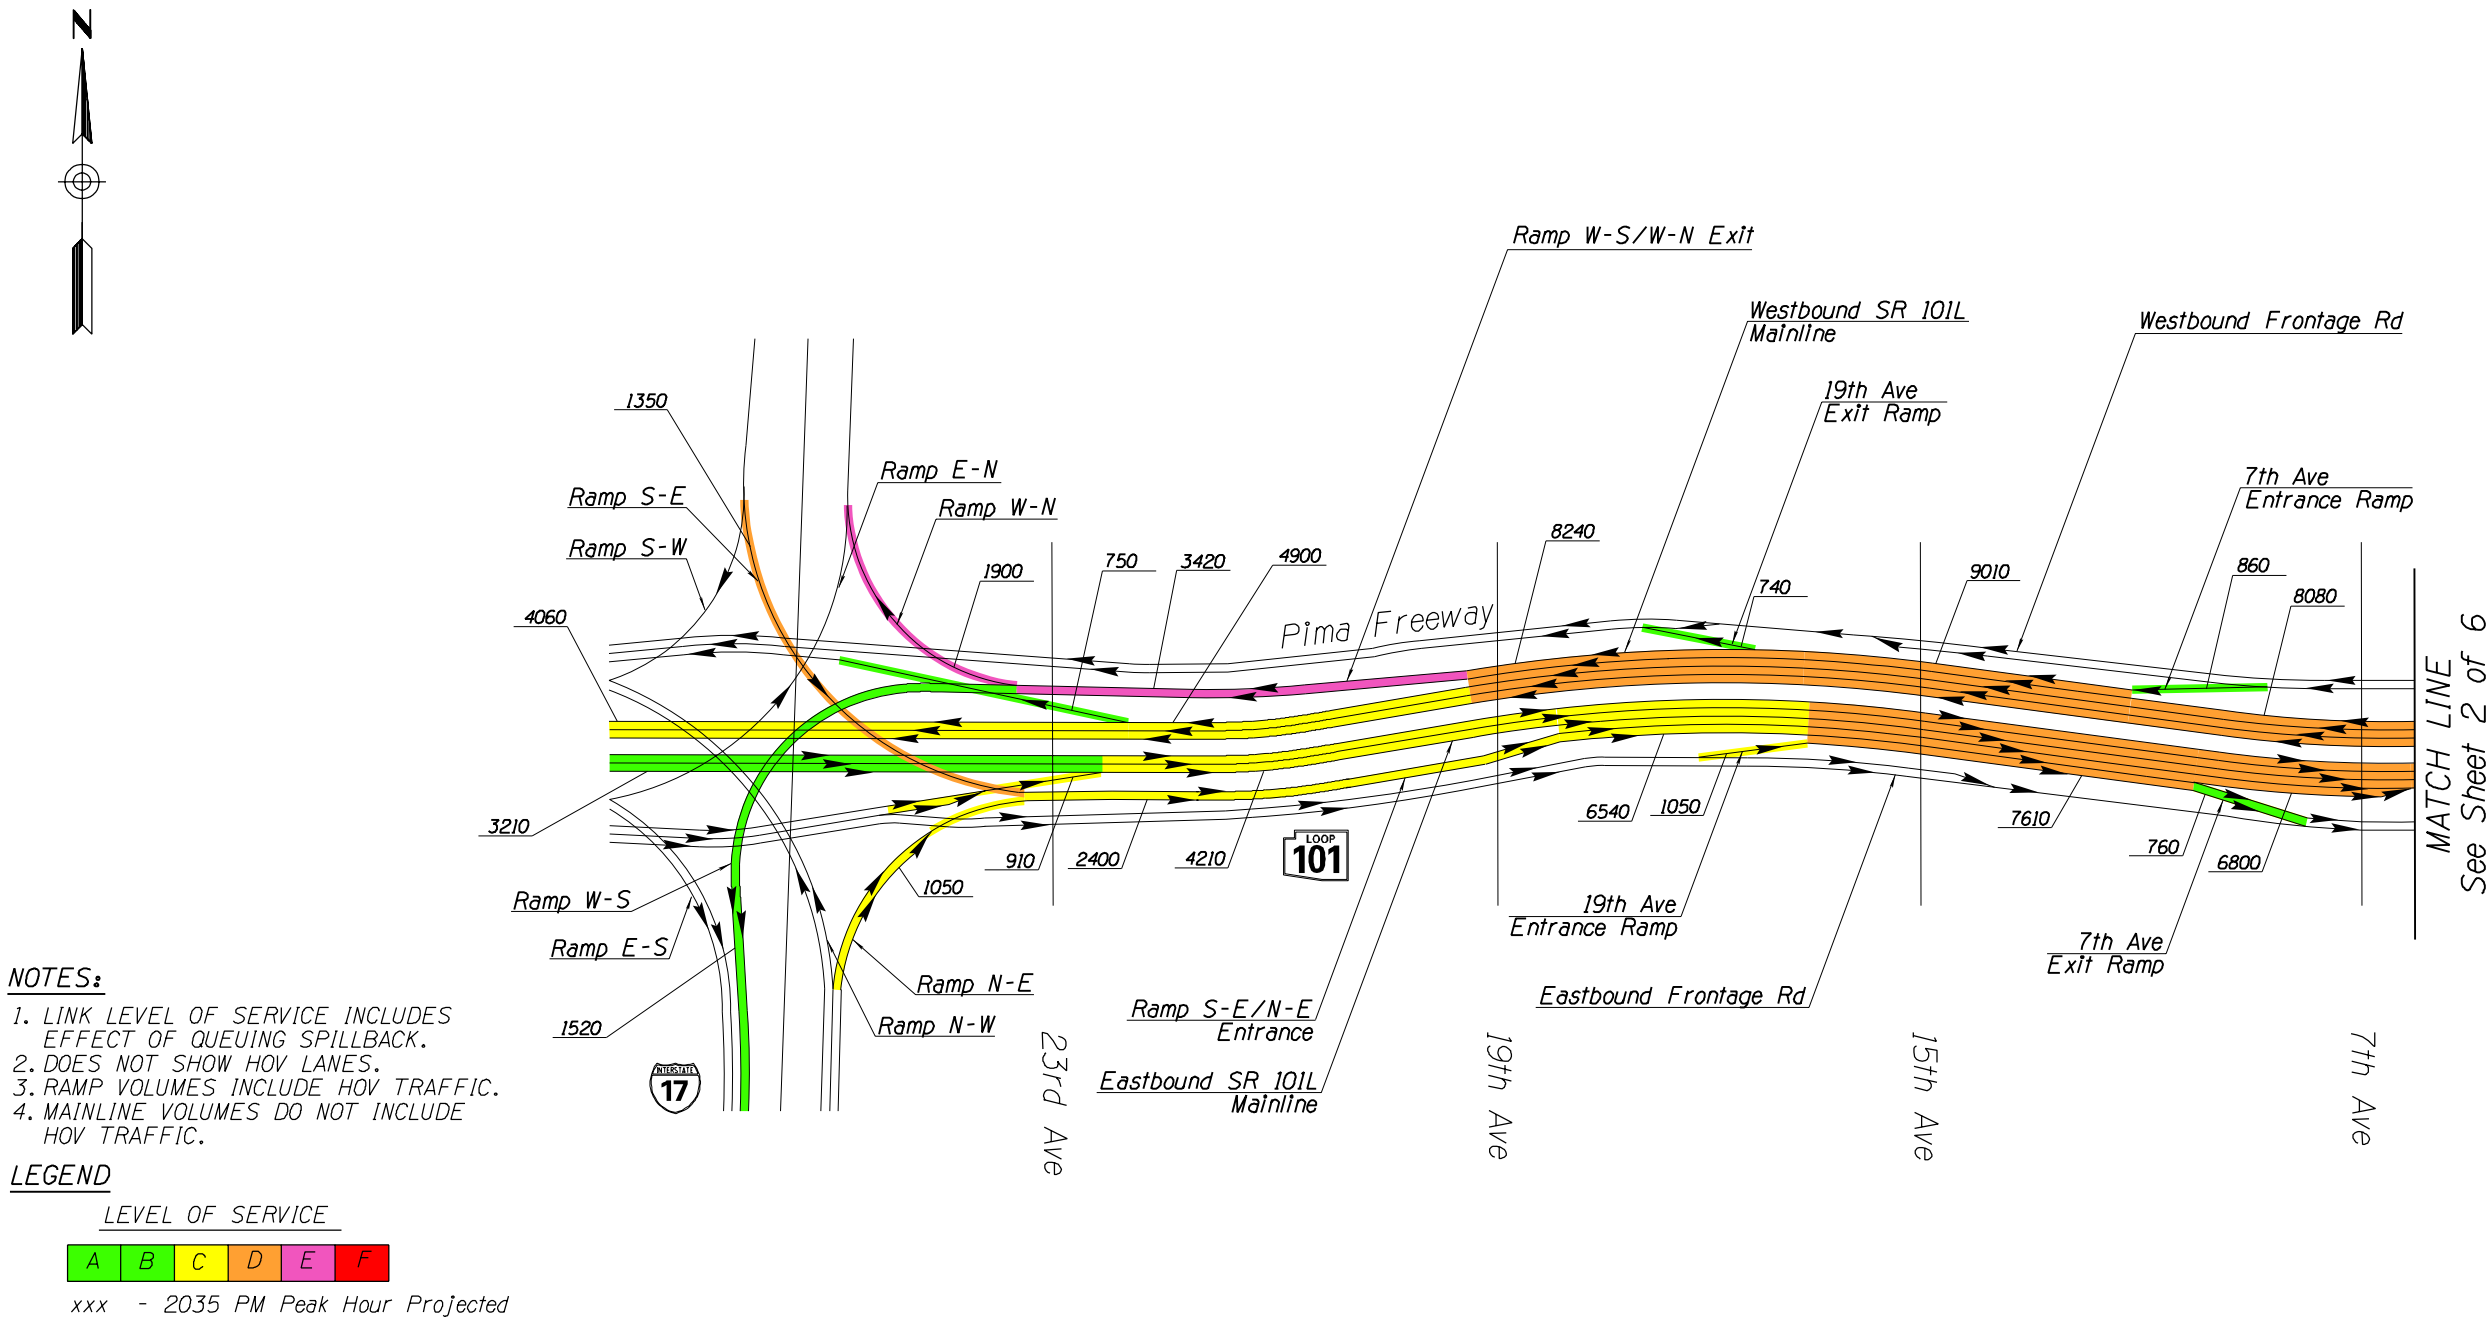 N
Ramp W-S/W-N Exit
Westbound SR 101L
Mainline
Westbound Frontage Rd
19th Ave
Exit Ramp
1350
Ramp E-N
Ramp S-E
Ramp W-N
7th Ave
Entrance Ramp
Ramp S-W
8240
750
3420
4900
1900
9010
860
740
8080
4060
Pima Freeway
MATCH LINE
See Sheet 2 of 6
3210
910
2400
4210
LOOP
101
6540
1050
7610
760
6800
1050
Ramp W-S
19th Ave
Entrance Ramp
Ramp E-S
7th Ave
Exit Ramp
Ramp N-E
Eastbound Frontage Rd
Ramp S-E/N-E
Entrance
1520
Ramp N-W
Eastbound SR 101L
Mainline
INTERSTATE
17
23rd Ave
19th Ave
15th Ave
7th Ave
NOTES:
1. LINK LEVEL OF SERVICE INCLUDES
EFFECT OF QUEUING SPILLBACK.
2. DOES NOT SHOW HOV LANES.
3. RAMP VOLUMES INCLUDE HOV TRAFFIC.
4. MAINLINE VOLUMES DO NOT INCLUDE
HOV TRAFFIC.
LEGEND
LEVEL OF SERVICE
A B C D E F
xxx - 2035 PM Peak Hour Projected